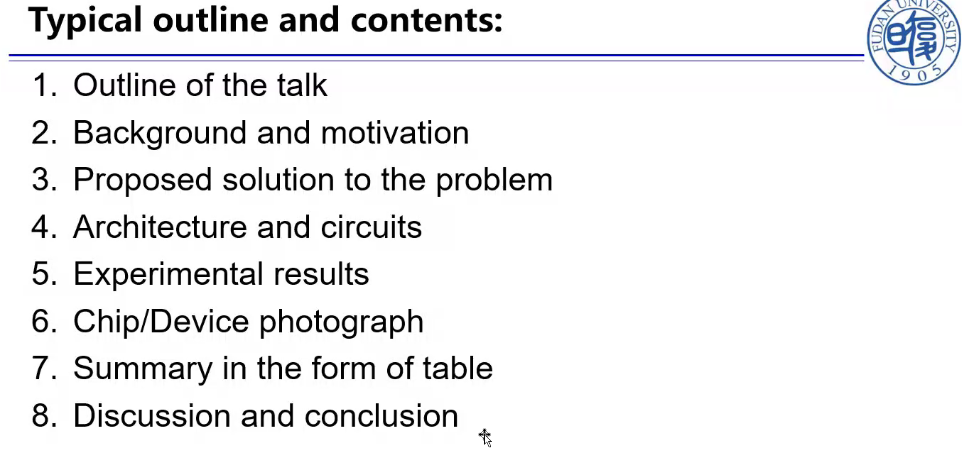 Typical outline and contents:
1. Outline of the talk
2. Background and motivation
3. Proposed solution to the problem
4. Architecture and circuits
5. Experimental results
6. Chip/Device photograph
7. Summary in the form of table
8. Discussion and conclusion
FUDAN UNIVERSITY
1905